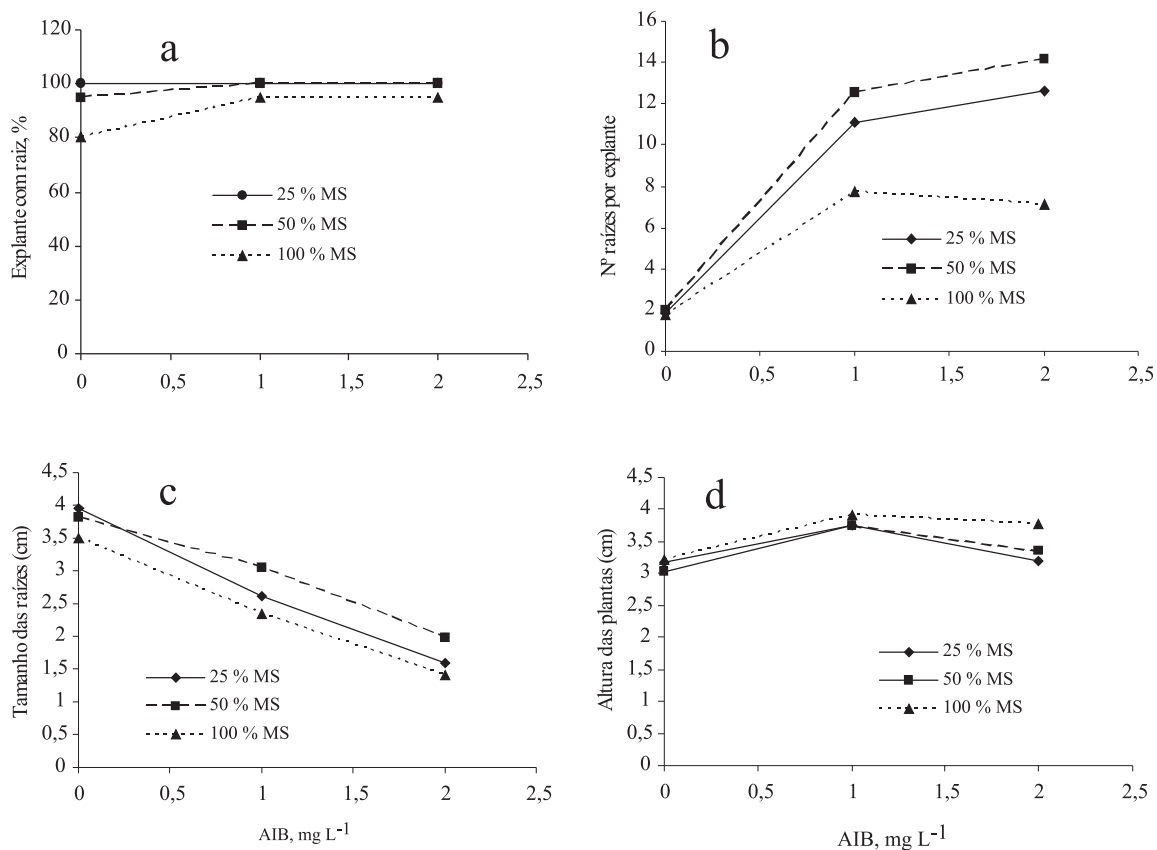 a
Explante com raiz, %
120
100
80
60
40
20
0
0 0,5 1 1,5 2 2,5
25 % MS
50 % MS
100 % MS
b
Nº raízes por explante
16
14
12
10
8
6
4
2
0
0 0,5 1 1,5 2 2,5
25 % MS
50 % MS
100 % MS
c
Tamanho das raízes (cm)
4,5
4
3,5
3
2,5
2
1,5
1
0,5
0
0 0,5 1 1,5 2 2,5
25 % MS
50 % MS
100 % MS
AIB, mg L-1
d
Altura das plantas (cm)
4,5
4
3,5
3
2,5
2
1,5
1
0,5
0
0 0,5 1 1,5 2 2,5
25 % MS
50 % MS
100 % MS
AIB, mg L-1